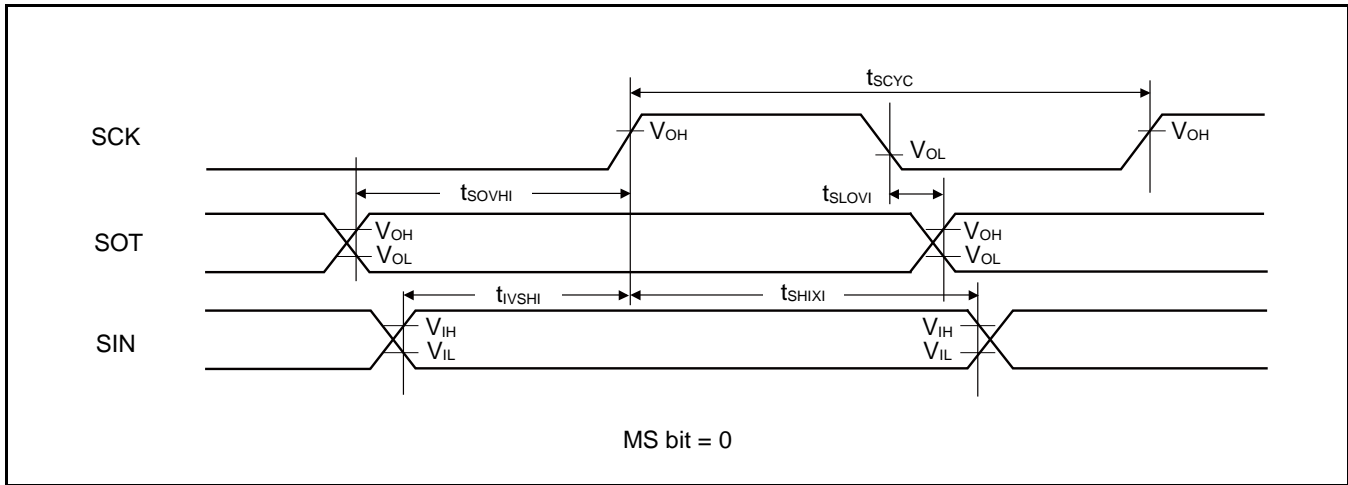 tSCYC
SCK
VOH
VOL
VOH
tSOVHI
tSLOVI
SOT
VOH
VOL
VOH
VOL
tIVSHI
tSHIXI
SIN
VIH
VIL
VIH
VIL
MS bit = 0